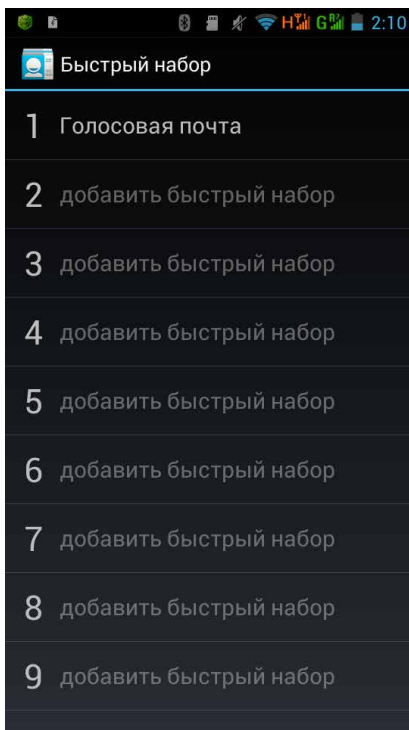 H G R 2:10
Быстрый набор
1 Голосовая почта
2 добавить быстрый набор
3 добавить быстрый набор
4 добавить быстрый набор
5 добавить быстрый набор
6 добавить быстрый набор
7 добавить быстрый набор
8 добавить быстрый набор
9 добавить быстрый набор